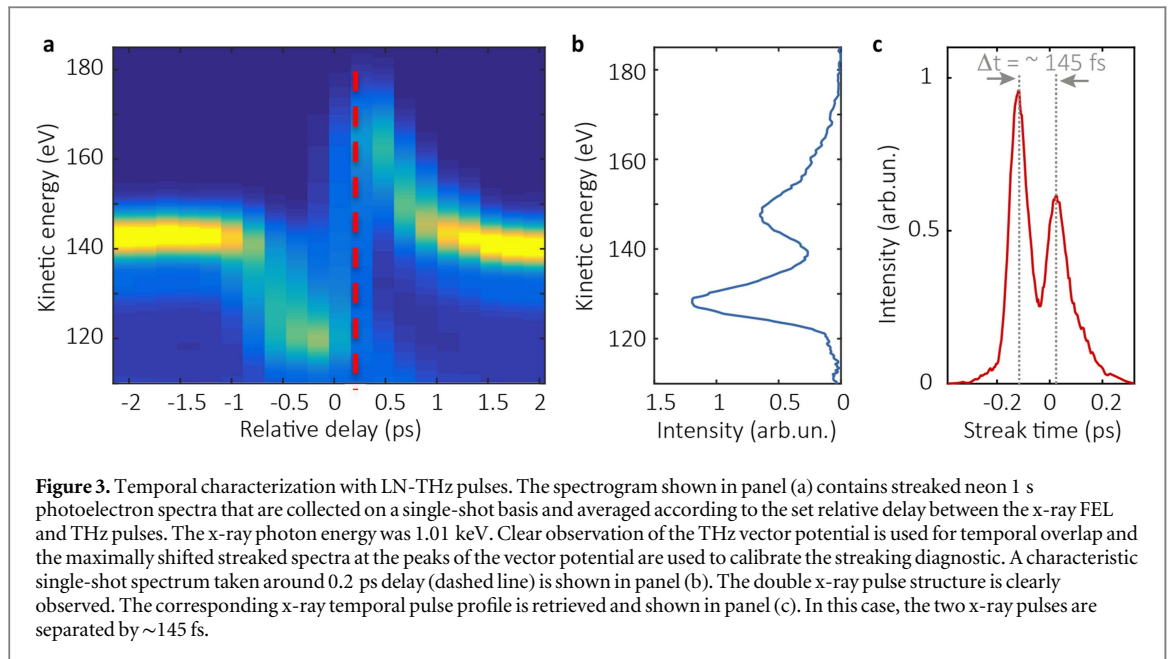 a
b
c
180
160
140
120
Kinetic energy (eV)
-2 -1.5 -1 -0.5 0 0.5 1 1.5 2
Relative delay (ps)
180
160
140
120
Kinetic energy (eV)
1.5 1 0.5 0
Intensity (arb.un.)
Δt = ~ 145 fs
1
0.5
0
Intensity (arb.un.)
-0.2 0 0.2
Streak time (ps)
Figure 3. Temporal characterization with LN-THz pulses. The spectrogram shown in panel (a) contains streaked neon 1 s
photoelectron spectra that are collected on a single-shot basis and averaged according to the set relative delay between the x-ray FEL
and THz pulses. The x-ray photon energy was 1.01 keV. Clear observation of the THz vector potential is used for temporal overlap and
the maximally shifted streaked spectra at the peaks of the vector potential are used to calibrate the streaking diagnostic. A characteristic
single-shot spectrum taken around 0.2 ps delay (dashed line) is shown in panel (b). The double x-ray pulse structure is clearly
observed. The corresponding x-ray temporal pulse profile is retrieved and shown in panel (c). In this case, the two x-ray pulses are
separated by ~145 fs.